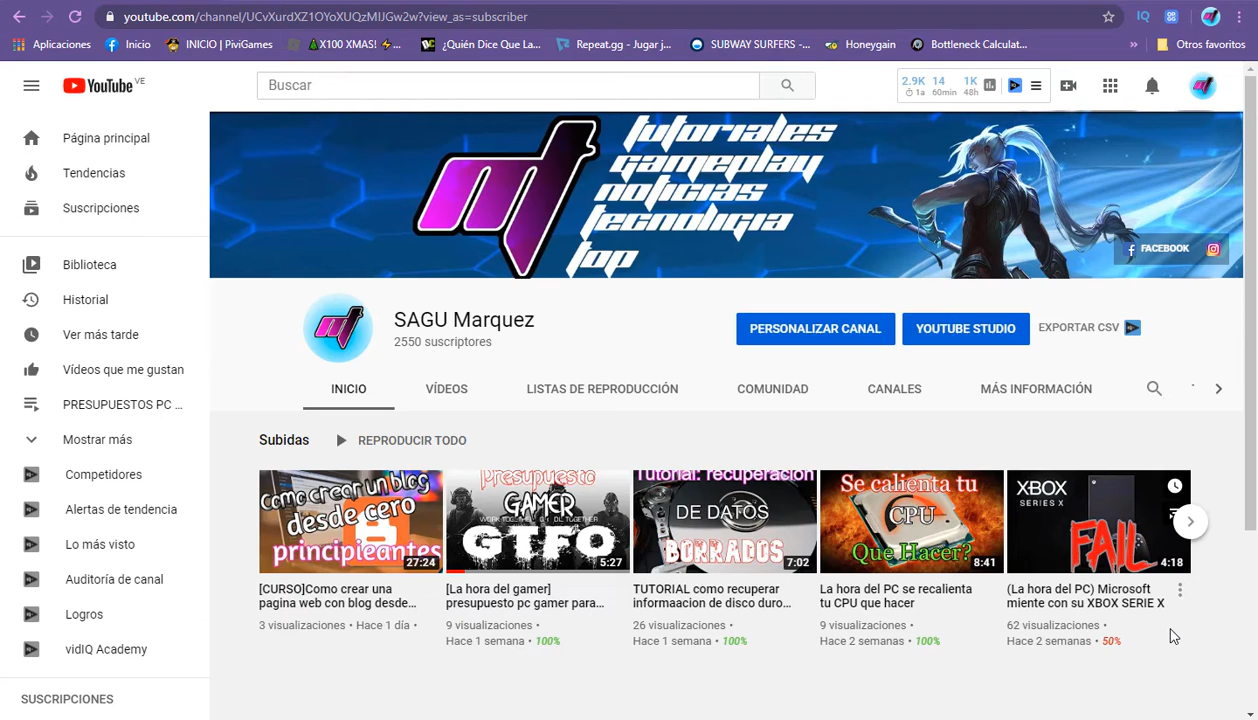 youtube.com/channel/UCvXurdXZ1OYoXUQzMIJGw2w?view_as=subscriber
IQ
Aplicaciones Inicio INICIO | PiviGames ▲X100 XMAS! ⚡... ¿Quién Dice Que La... Repeat.gg - Jugar j... SUBWAY SURFERS -... Honeygain Bottleneck Calculat... » Otros favoritos
YouTube VE
Buscar
2.9K 14 1K
1a 60min 48h
Página principal
Tendencias
Suscripciones
Biblioteca
Historial
Ver más tarde
Vídeos que me gustan
PRESUPUESTOS PC ...
Mostrar más
Competidores
Alertas de tendencia
Lo más visto
Auditoría de canal
Logros
vidIQ Academy
SUSCRIPCIONES
tutoriales
gameplay
noticias
tecnoligia
top
FACEBOOK
SAGU Marquez
2550 suscriptores
PERSONALIZAR CANAL
YOUTUBE STUDIO
EXPORTAR CSV
INICIO VÍDEOS LISTAS DE REPRODUCCIÓN COMUNIDAD CANALES MÁS INFORMACIÓN
Subidas REPRODUCIR TODO
como crear un blog
desde cero
principieantes
27:24
[CURSO]Como crear una
pagina web con blog desde...
3 visualizaciones • Hace 1 día •
Presupuesto
GAMER
WORK TOGETHER OR DIE TOGETHER
GTFO
5:27
[La hora del gamer]
presupuesto pc gamer para...
9 visualizaciones •
Hace 1 semana • 100%
Tutorial: recuperacion
DE DATOS
BORRADOS
7:02
TUTORIAL como recuperar
informaacion de disco duro...
26 visualizaciones •
Hace 1 semana • 100%
Se calienta tu
CPU
Que Hacer?
8:41
La hora del PC se recalienta
tu CPU que hacer
9 visualizaciones •
Hace 2 semanas • 100%
XBOX
SERIES X
FAIL
4:18
(La hora del PC) Microsoft
miente con su XBOX SERIE X
62 visualizaciones •
Hace 2 semanas • 50%